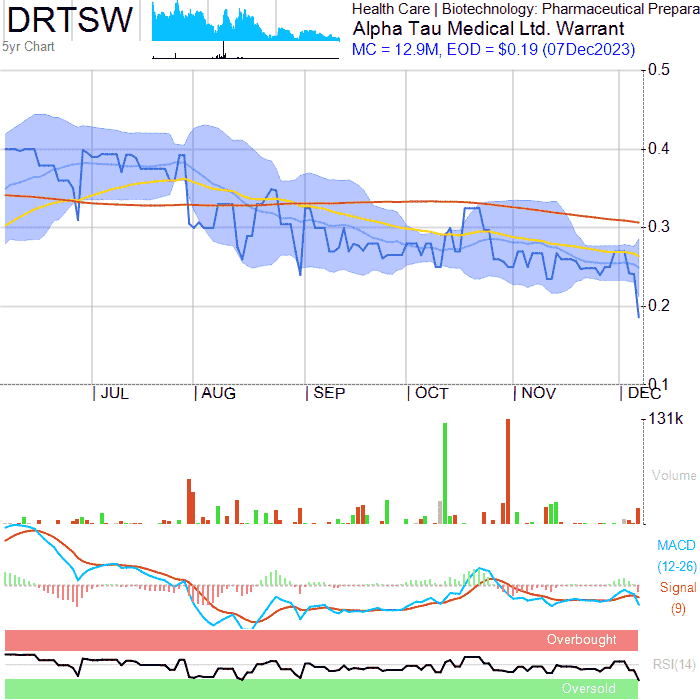 DRTSW
5yr Chart
Health Care | Biotechnology: Pharmaceutical Prepara
Alpha Tau Medical Ltd. Warrant
MC = 12.9M, EOD = $0.19 (07Dec2023)
0.5
0.4
0.3
0.2
0.1
JUL
AUG
SEP
OCT
NOV
DEC
131k
Volume
MACD
(12-26)
Signal
(9)
Overbought
RSI(14)
Oversold